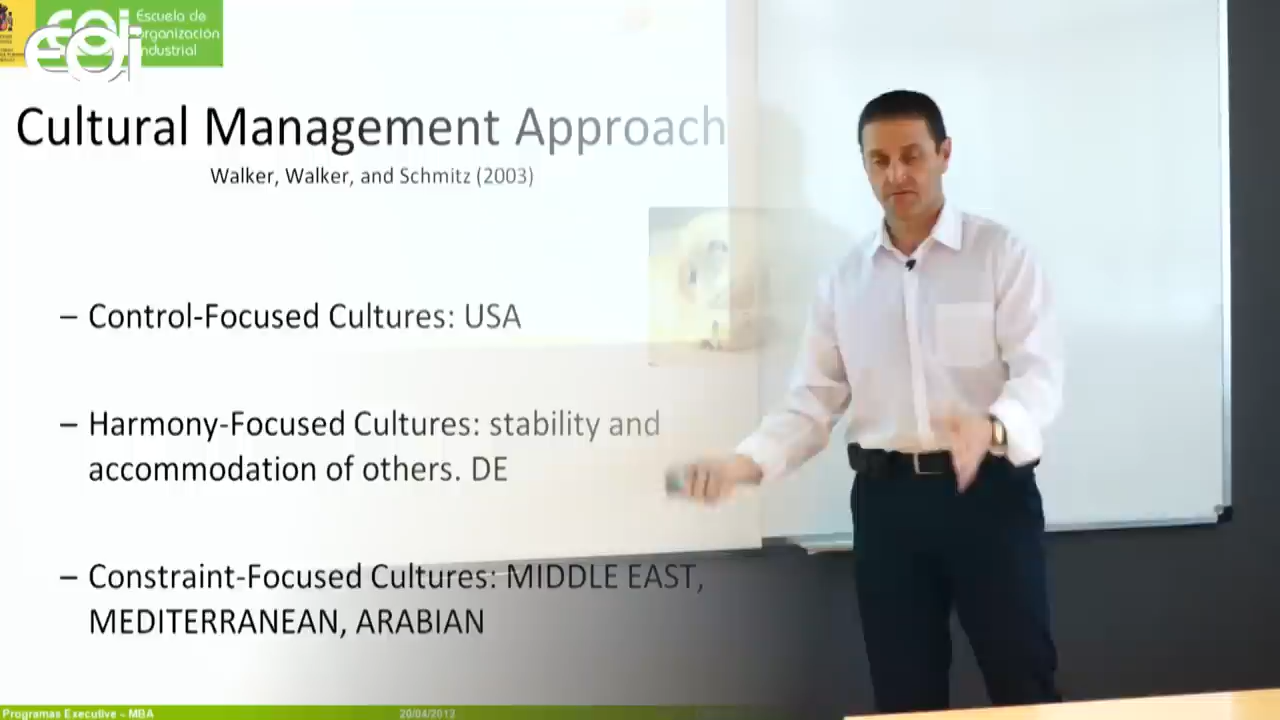 Escuela de
organización
industrial
eoi
Cultural Management Approach
Walker, Walker, and Schmitz (2003)
– Control-Focused Cultures: USA
– Harmony-Focused Cultures: stability and
accommodation of others. DE
– Constraint-Focused Cultures: MIDDLE EAST,
MEDITERRANEAN, ARABIAN
Programas Executive – MBA
20/04/2013